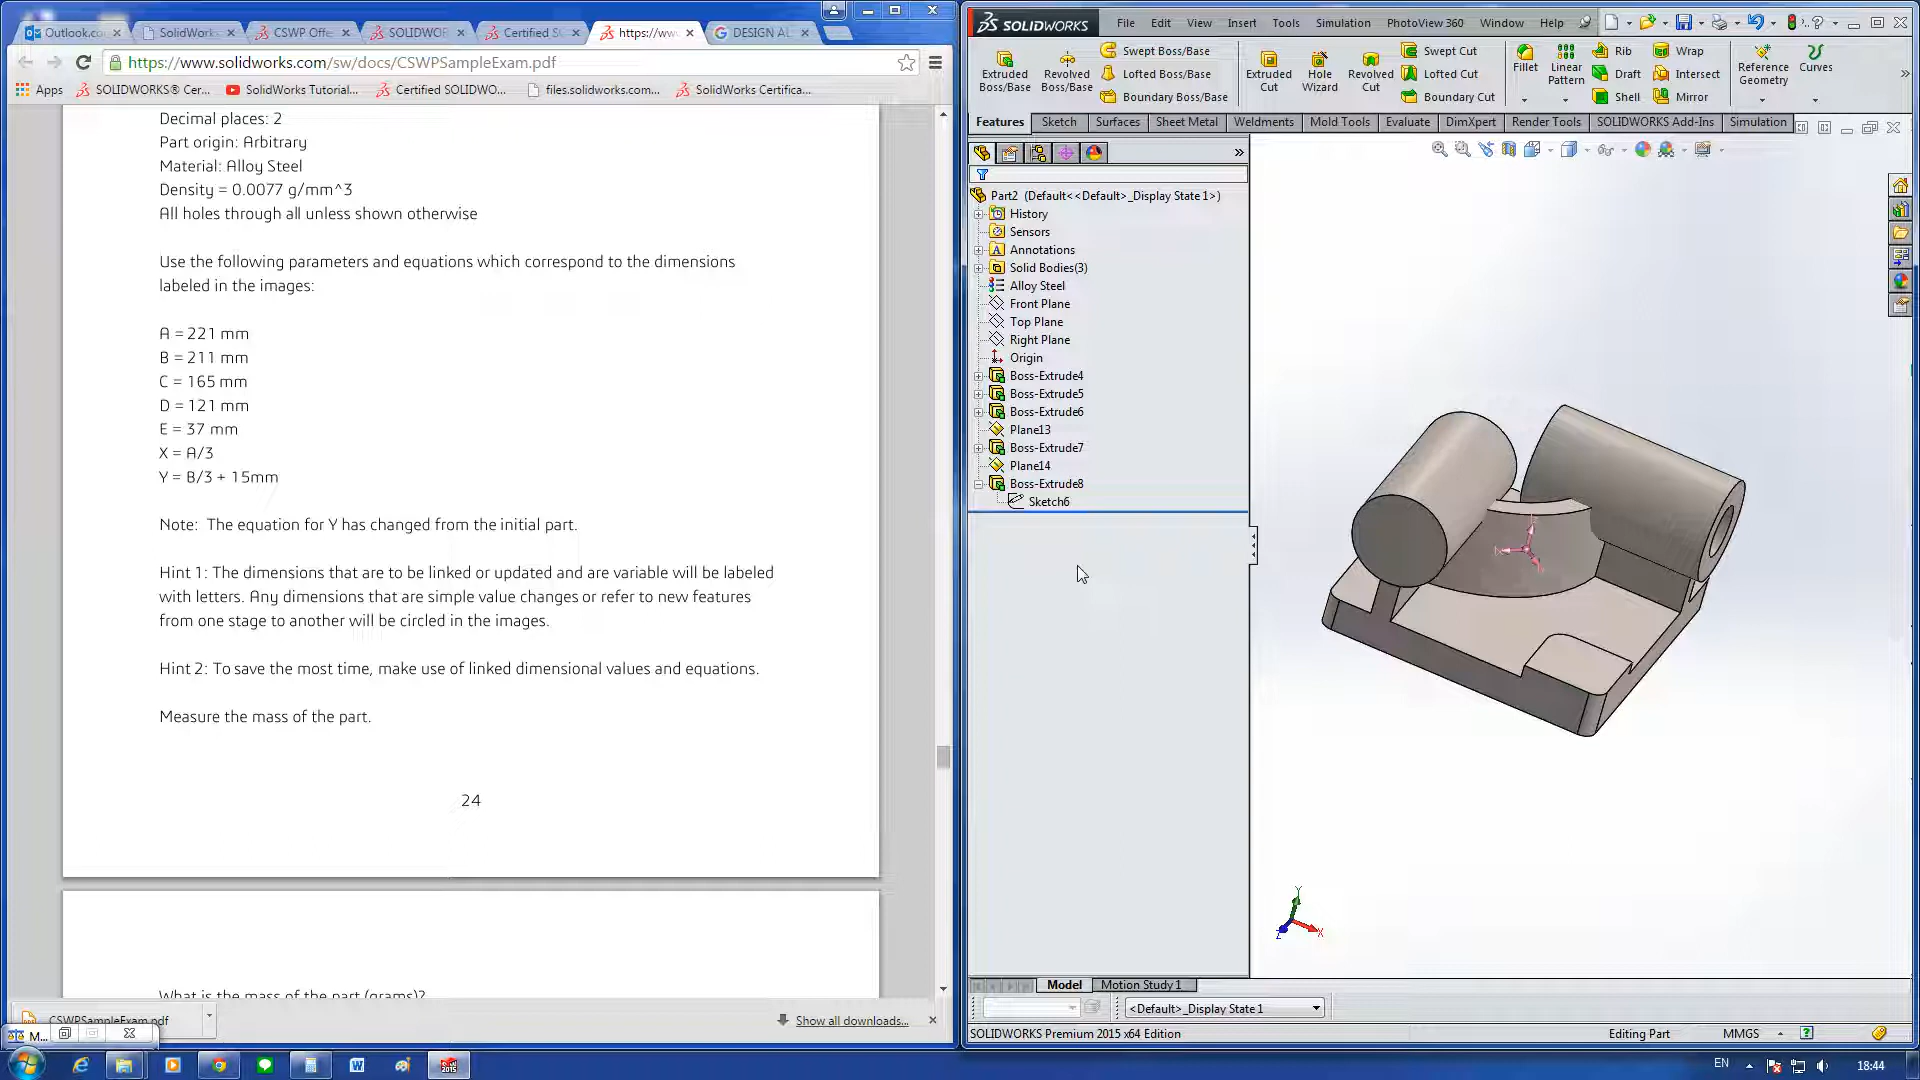 Outlook.co
SolidWork
CSWP Offe
SOLIDWOR
Certified S
https://ww
DESIGN AL
https://www.solidworks.com/sw/docs/CSWPSampleExam.pdf
Apps
SOLIDWORKS® Cer...
SolidWorks Tutorial...
Certified SOLIDWO...
files.solidworks.com...
SolidWorks Certifica...
Decimal places: 2
Part origin: Arbitrary
Material: Alloy Steel
Density = 0.0077 g/mm^3
All holes through all unless shown otherwise
Use the following parameters and equations which correspond to the dimensions
labeled in the images:
A = 221 mm
B = 211 mm
C = 165 mm
D = 121 mm
E = 37 mm
X = A/3
Y = B/3 + 15mm
Note: The equation for Y has changed from the initial part.
Hint 1: The dimensions that are to be linked or updated and are variable will be labeled
with letters. Any dimensions that are simple value changes or refer to new features
from one stage to another will be circled in the images.
Hint 2: To save the most time, make use of linked dimensional values and equations.
Measure the mass of the part.
24
What is the mass of the part (grams)?
CSWPSampleExam.pdf
Show all downloads...
M...
SOLIDWORKS
File
Edit
View
Insert
Tools
Simulation
PhotoView 360
Window
Help
Extruded
Boss/Base
Revolved
Boss/Base
Swept Boss/Base
Lofted Boss/Base
Boundary Boss/Base
Extruded
Cut
Hole
Wizard
Revolved
Cut
Swept Cut
Lofted Cut
Boundary Cut
Fillet
Linear
Pattern
Rib
Draft
Shell
Wrap
Intersect
Mirror
Reference
Geometry
Curves
Features
Sketch
Surfaces
Sheet Metal
Weldments
Mold Tools
Evaluate
DimXpert
Render Tools
SOLIDWORKS Add-Ins
Simulation
Part2 (Default<<Default>_Display State 1>)
History
Sensors
Annotations
Solid Bodies(3)
Alloy Steel
Front Plane
Top Plane
Right Plane
Origin
Boss-Extrude4
Boss-Extrude5
Boss-Extrude6
Plane13
Boss-Extrude7
Plane14
Boss-Extrude8
Sketch6
Y
X
Z
Model
Motion Study 1
<Default>_Display State 1
SOLIDWORKS Premium 2015 x64 Edition
Editing Part
MMGS
EN
18:44